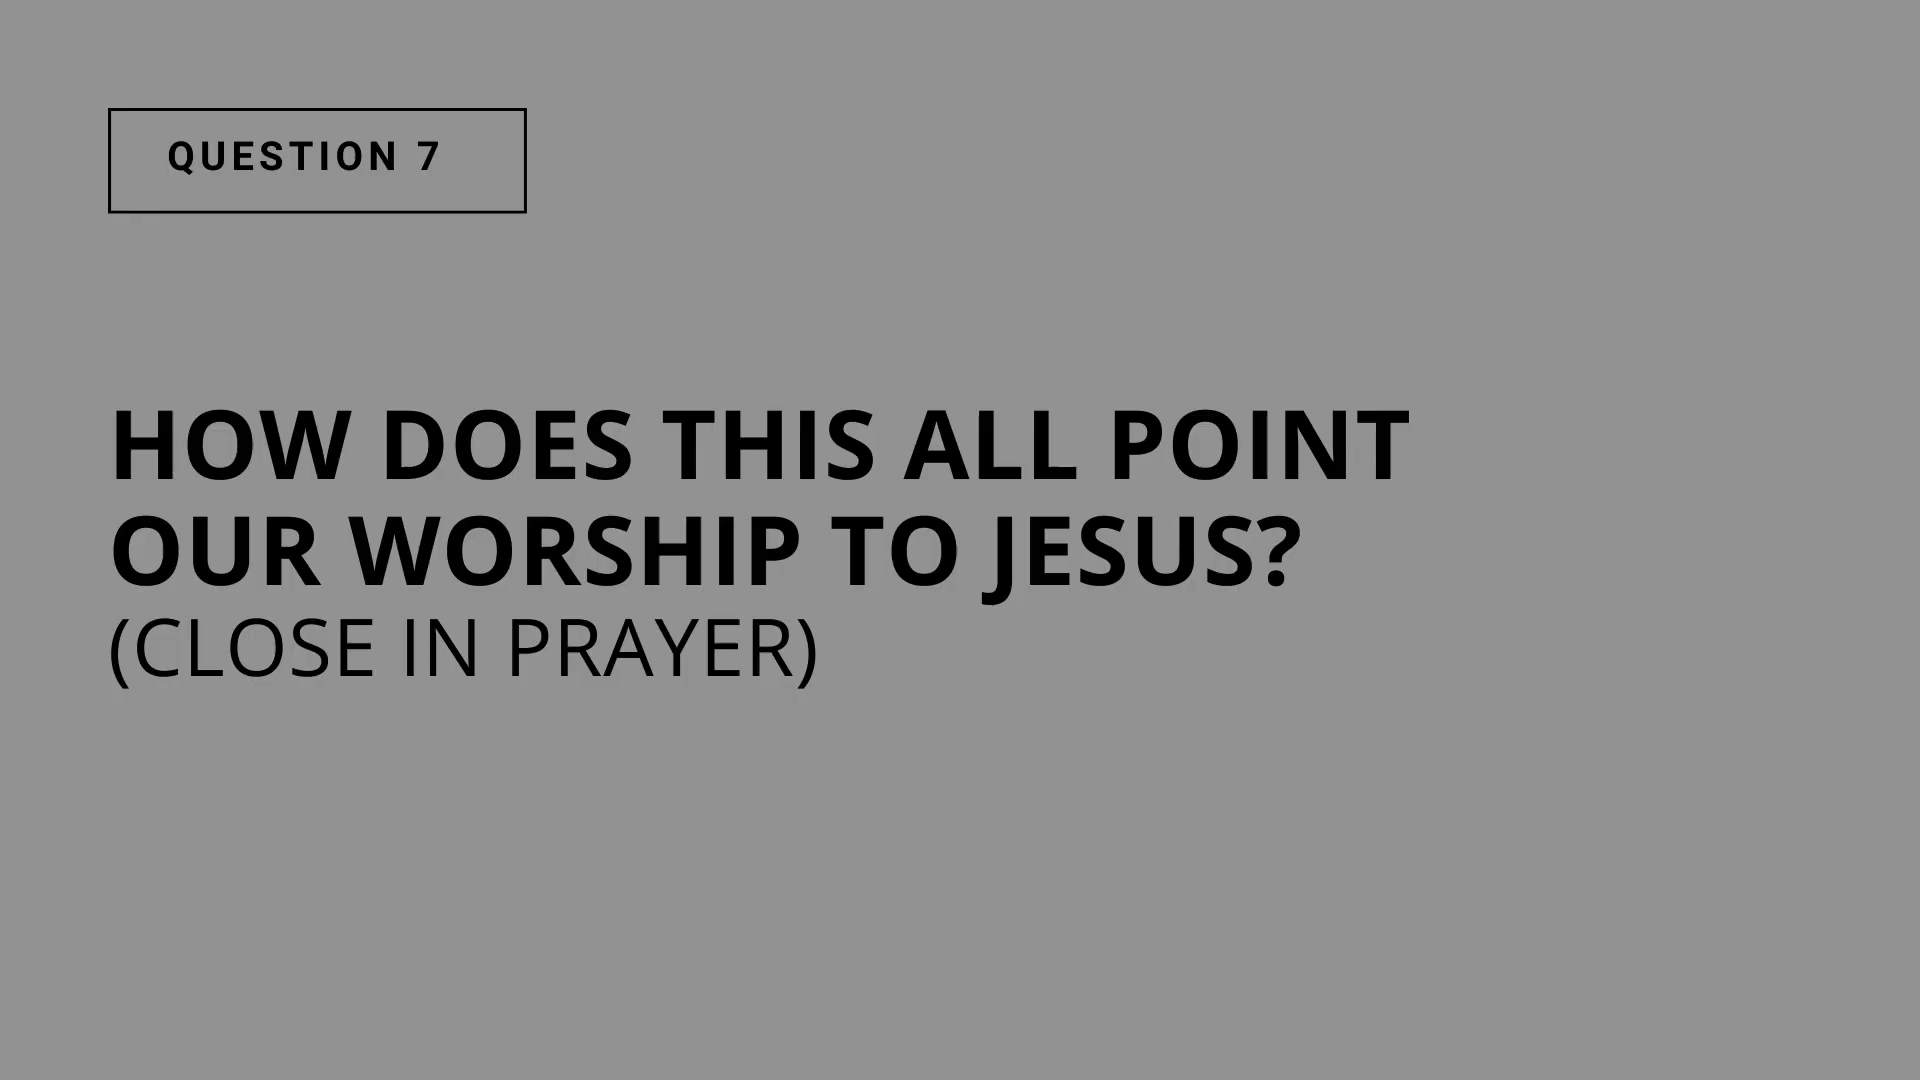 QUESTION 7
HOW DOES THIS ALL POINT
OUR WORSHIP TO JESUS?
(CLOSE IN PRAYER)